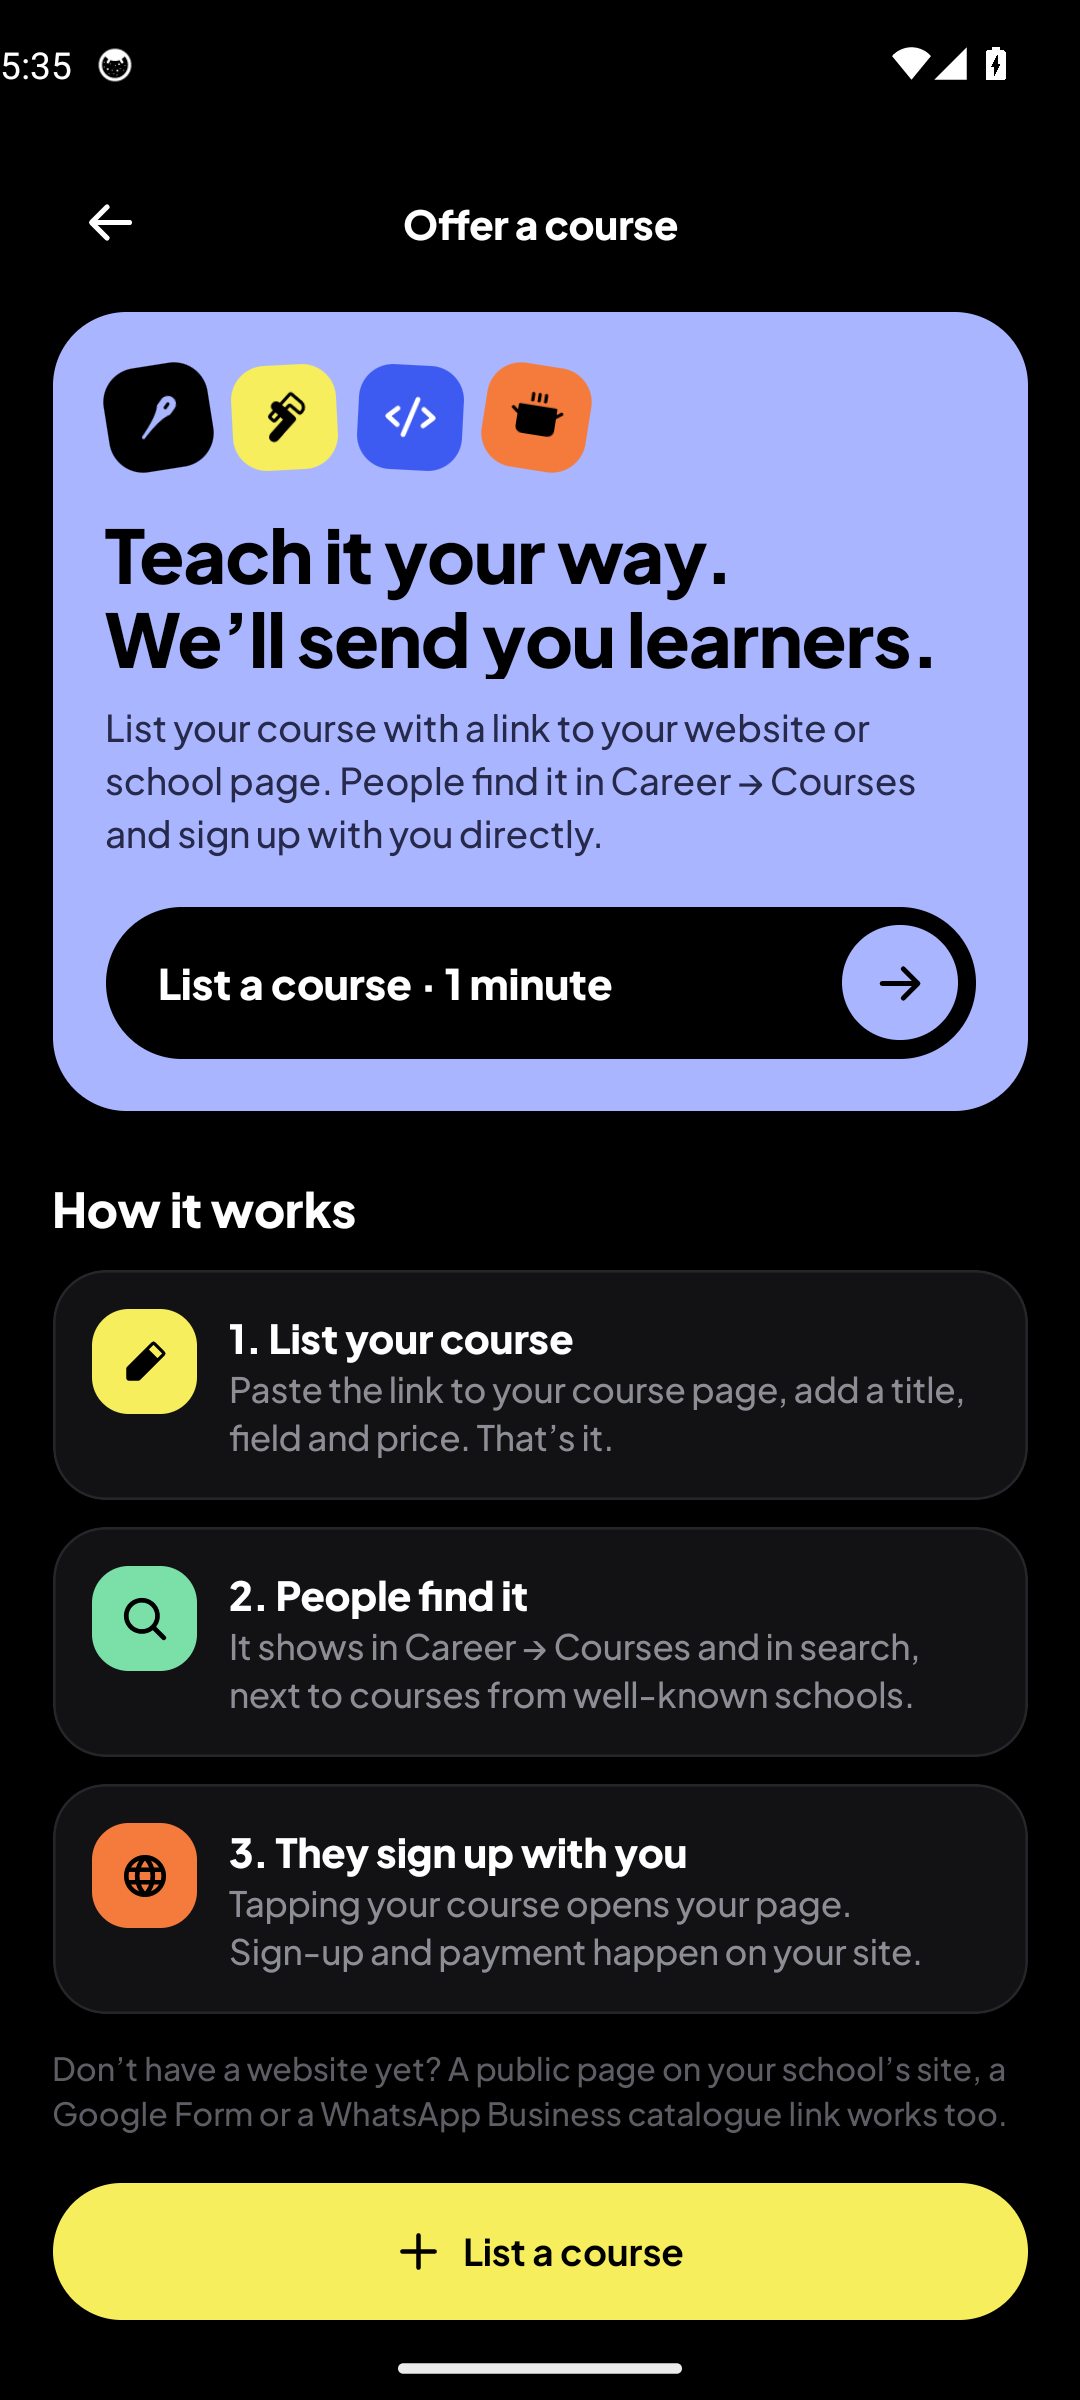 5:35
Offer a course
Teach it your way.
We’ll send you learners.
List your course with a link to your website or
school page. People find it in Career → Courses
and sign up with you directly.
List a course · 1 minute
How it works
1. List your course
Paste the link to your course page, add a title,
field and price. That’s it.
2. People find it
It shows in Career → Courses and in search,
next to courses from well-known schools.
3. They sign up with you
Tapping your course opens your page.
Sign-up and payment happen on your site.
Don’t have a website yet? A public page on your school’s site, a
Google Form or a WhatsApp Business catalogue link works too.
+ List a course